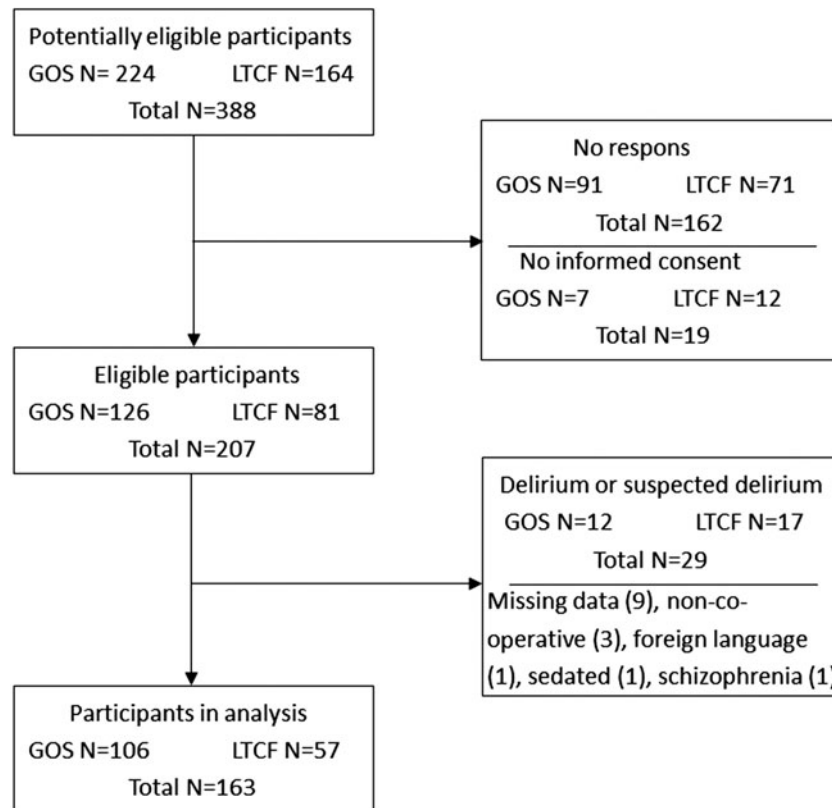 Potentially eligible participants
GOS N= 224 LTCF N=164
Total N=388
No respons
GOS N=91 LTCF N=71
Total N=162
No informed consent
GOS N=7 LTCF N=12
Total N=19
Eligible participants
GOS N=126 LTCF N=81
Total N=207
Delirium or suspected delirium
GOS N=12 LTCF N=17
Total N=29
Missing data (9), non-co-
operative (3), foreign language
(1), sedated (1), schizophrenia (1)
Participants in analysis
GOS N=106 LTCF N=57
Total N=163